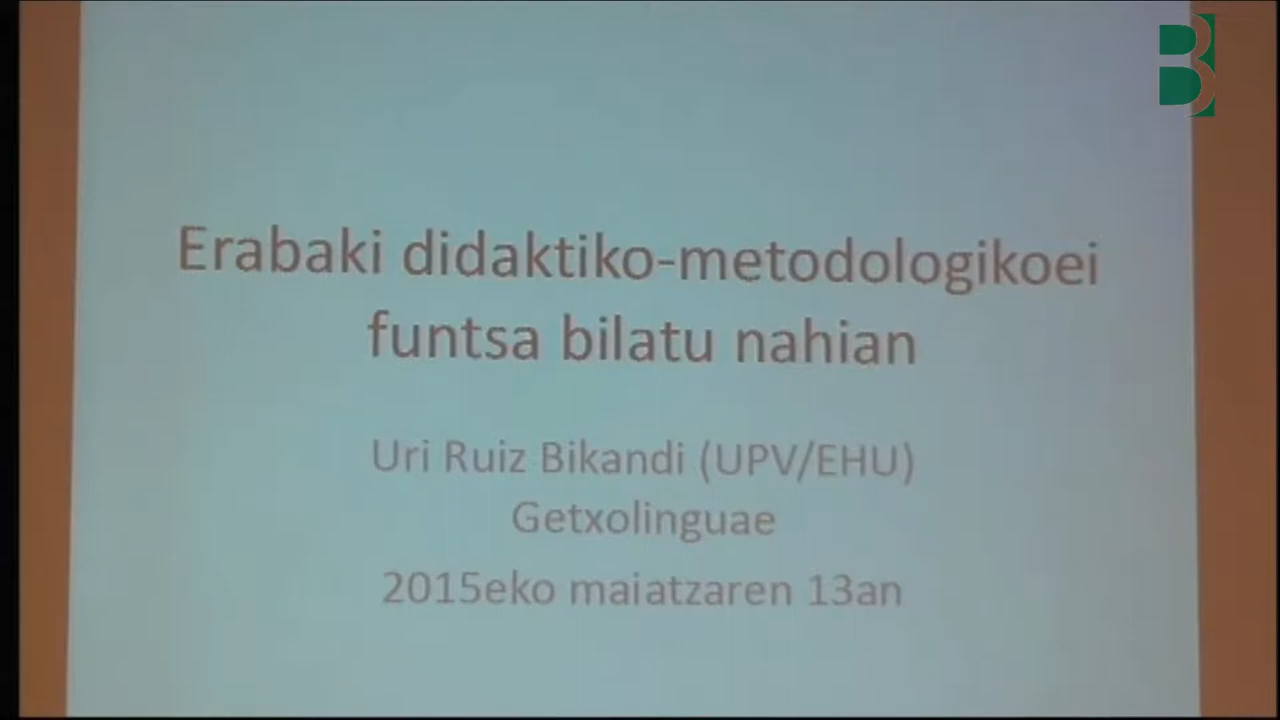 Erabaki didaktiko-metodologikoei
funtsa bilatu nahian
Uri Ruiz Bikandi (UPV/EHU)
Getxolinguae
2015eko maiatzaren 13an